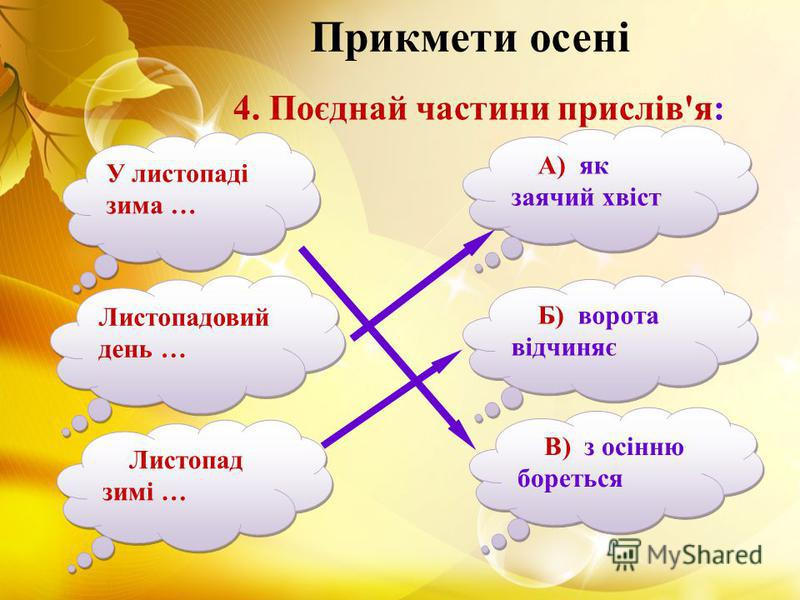 Прикмети осені
4. Поєднай частини прислів'я:
У листопаді
зима …
Листопадовий
день …
Листопад
зимі …
А) як
заячий хвіст
Б) ворота
відчиняє
В) з осінню
бореться
MyShared